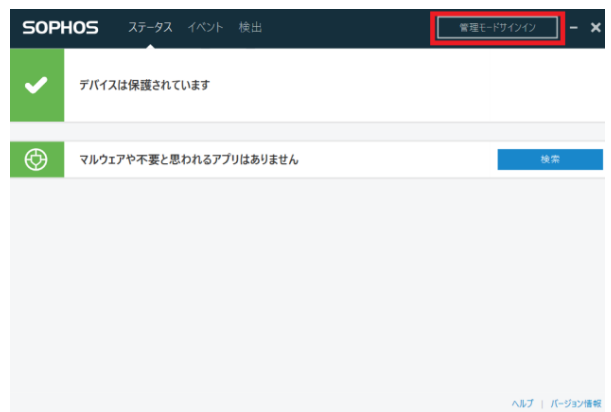 SOPHOS ステータス イベント 検出 管理モードサインイン
デバイスは保護されています
マルウェアや不要と思われるアプリはありません 検索
ヘルプ | バージョン情報